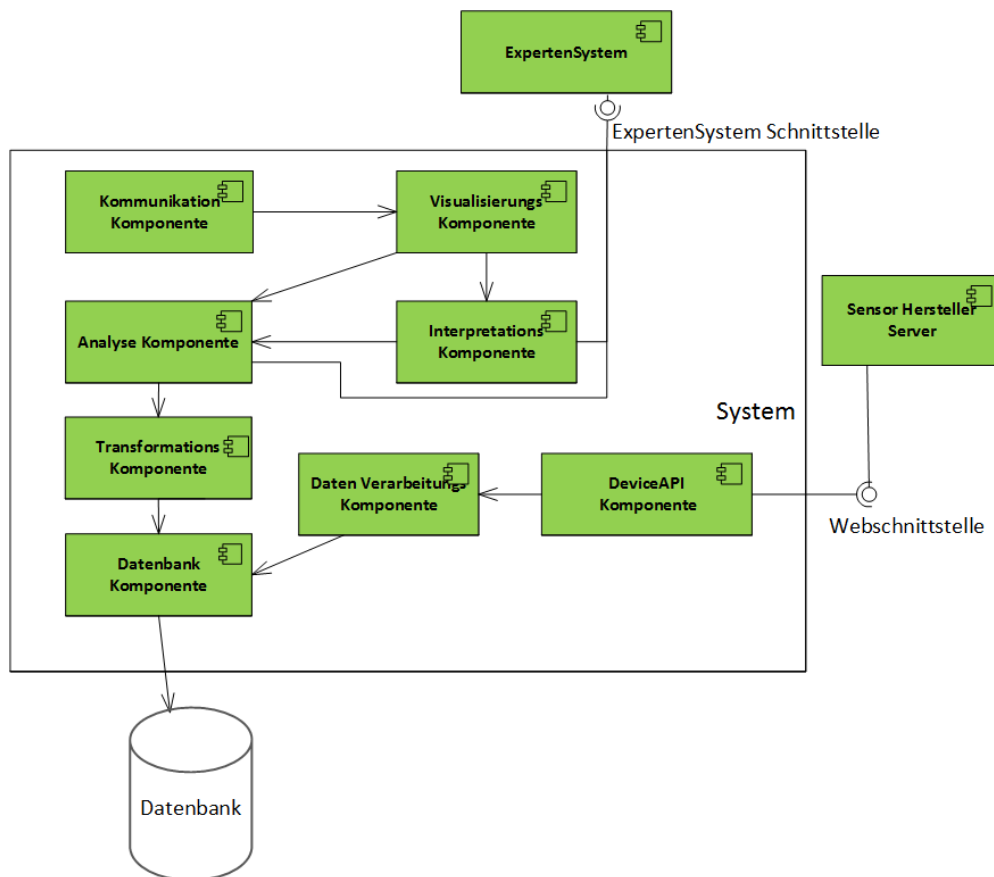 ExpertenSystem
ExpertenSystem Schnittstelle
Kommunikation
Komponente
Visualisierungs
Komponente
Analyse Komponente
Interpretations
Komponente
Sensor Hersteller
Server
System
Transformations
Komponente
Daten Verarbeitungs
Komponente
DeviceAPI
Komponente
Webschnittstelle
Datenbank
Komponente
Datenbank